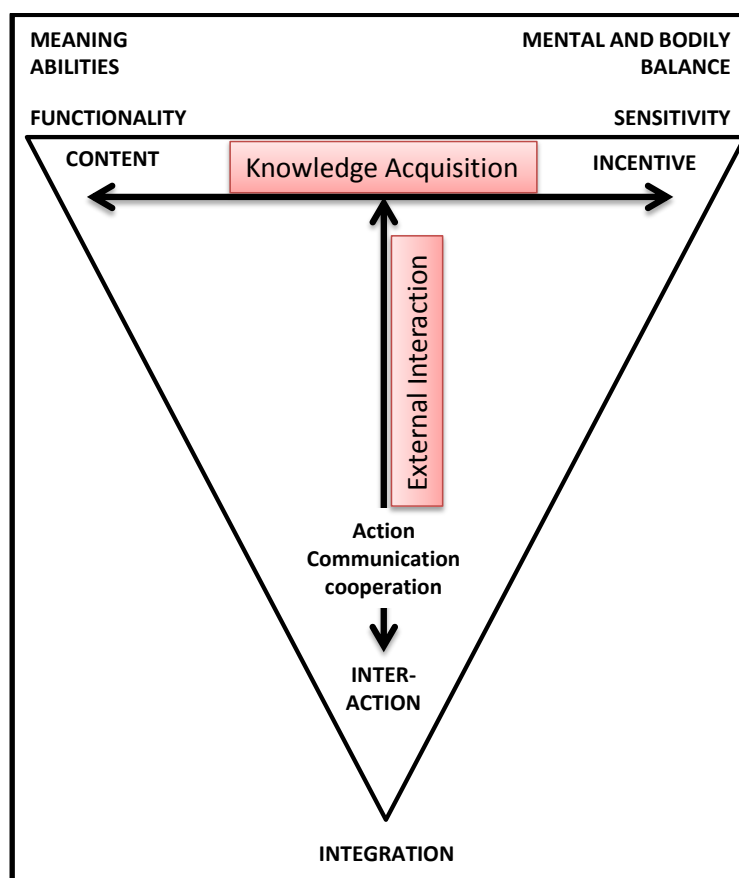 MEANING
ABILITIES
MENTAL AND BODILY
BALANCE
FUNCTIONALITY
SENSITIVITY
CONTENT
Knowledge Acquisition
INCENTIVE
External Interaction
Action
Communication
cooperation
INTER-
ACTION
INTEGRATION